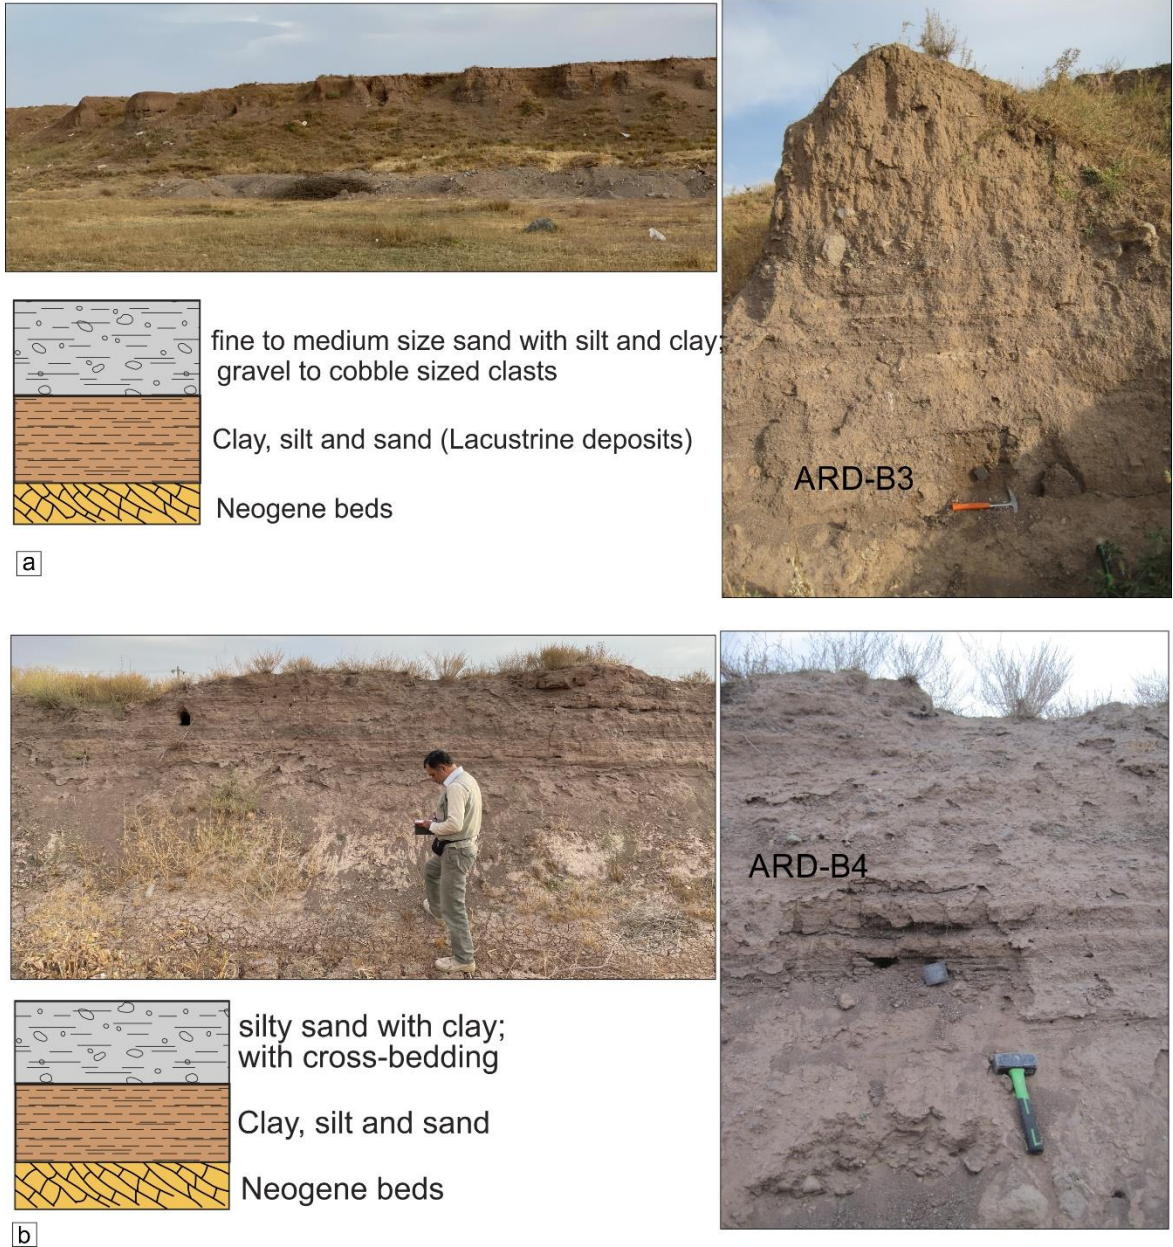 fine to medium size sand with silt and clay;
gravel to cobble sized clasts
Clay, silt and sand (Lacustrine deposits)
Neogene beds
a
ARD-B3
silty sand with clay;
with cross-bedding
Clay, silt and sand
Neogene beds
b
ARD-B4